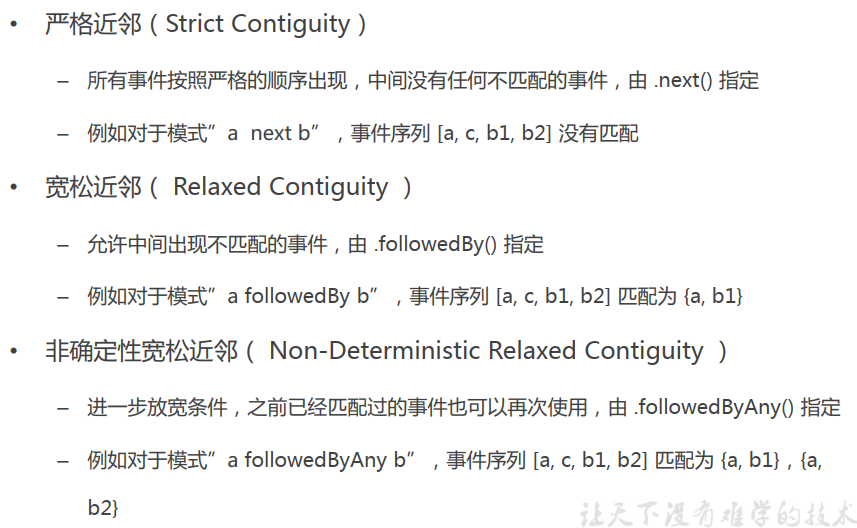 • 严格近邻（Strict Contiguity）
– 所有事件按照严格的顺序出现，中间没有任何不匹配的事件，由 .next() 指定
– 例如对于模式”a next b”，事件序列 [a, c, b1, b2] 没有匹配
• 宽松近邻（ Relaxed Contiguity ）
– 允许中间出现不匹配的事件，由 .followedBy() 指定
– 例如对于模式”a followedBy b”，事件序列 [a, c, b1, b2] 匹配为 {a, b1}
• 非确定性宽松近邻（ Non-Deterministic Relaxed Contiguity ）
– 进一步放宽条件，之前已经匹配过的事件也可以再次使用，由 .followedByAny() 指定
– 例如对于模式”a followedByAny b”，事件序列 [a, c, b1, b2] 匹配为 {a, b1}，{a,
b2}
让天下没有难学的技术